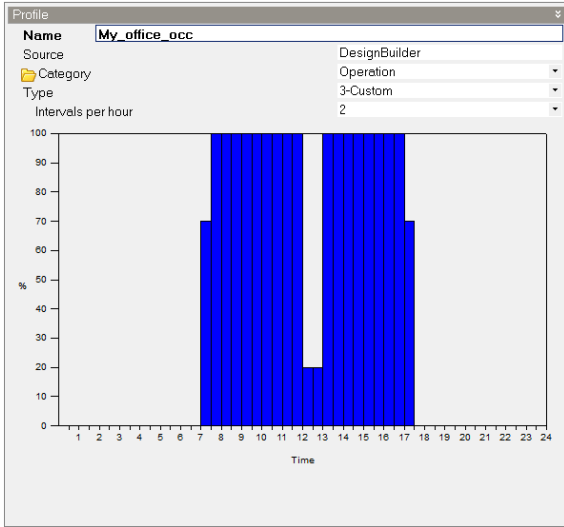 Profile
Name My_office_occ
Source DesignBuilder
Category Operation
Type 3-Custom
Intervals per hour 2
100
90
80
70
60
50
40
30
20
10
0
%
1 2 3 4 5 6 7 8 9 10 11 12 13 14 15 16 17 18 19 20 21 22 23 24
Time